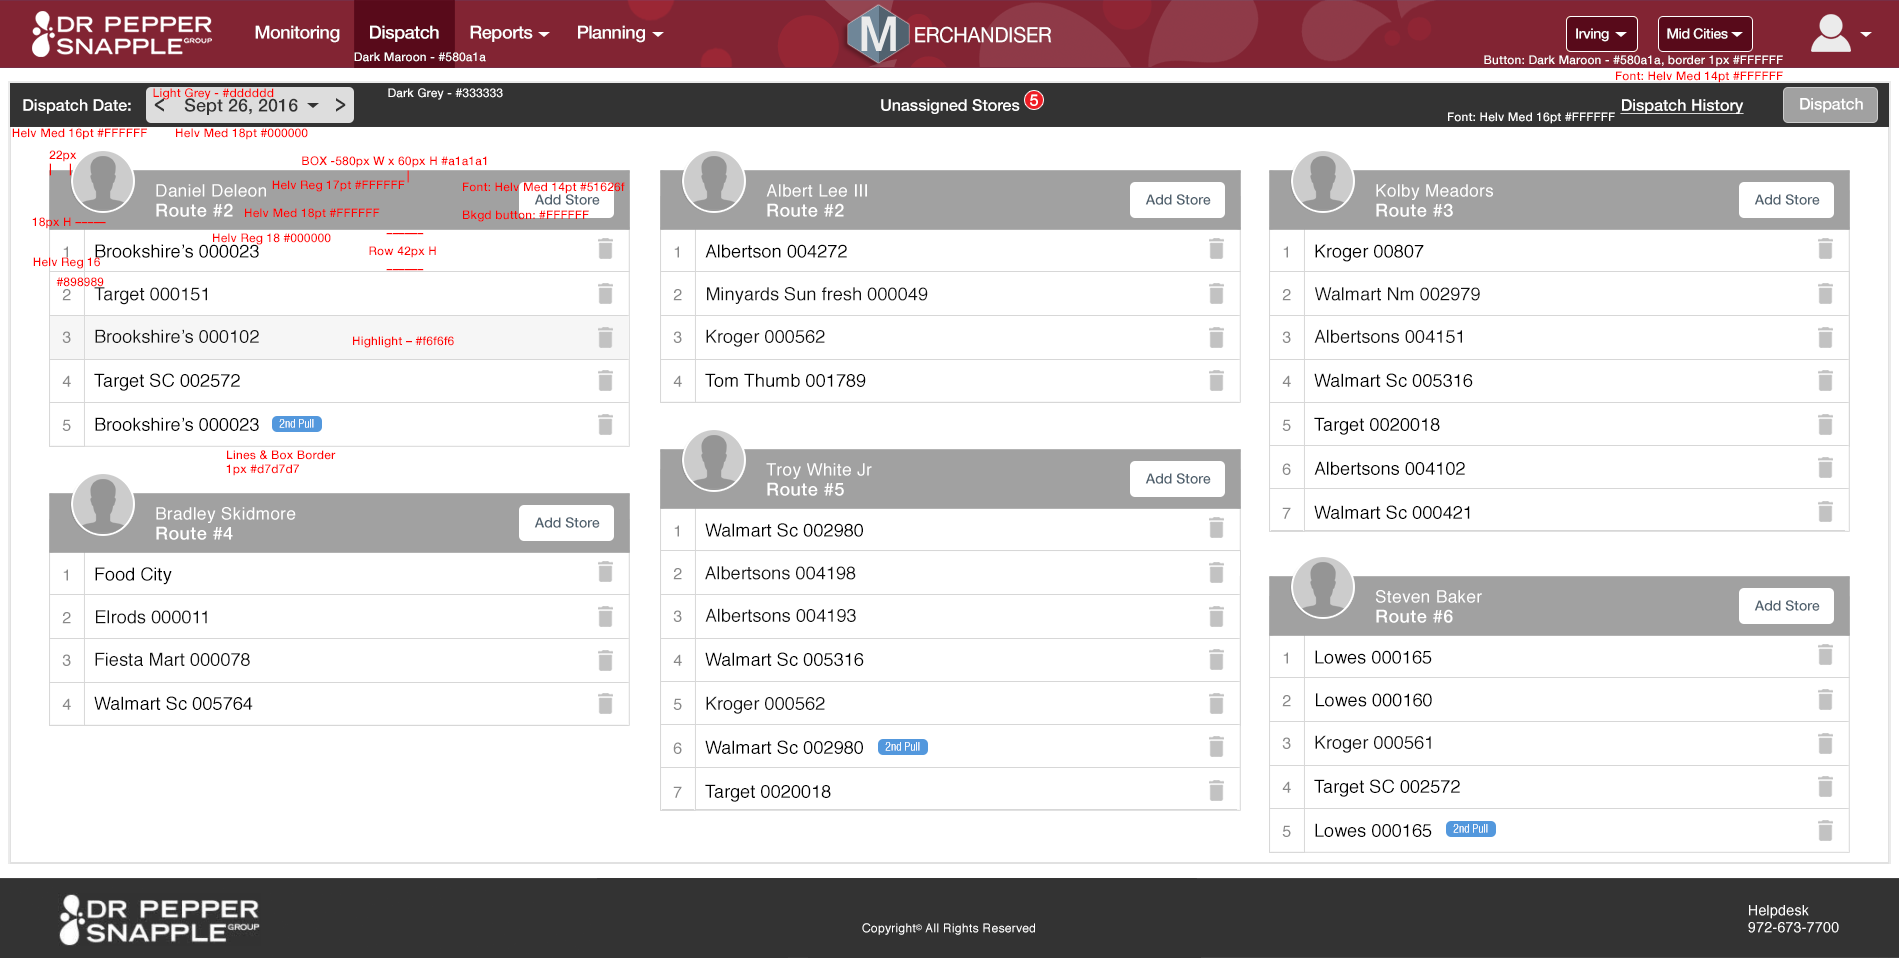 DR PEPPER
SNAPPLE GROUP
Monitoring
Dispatch
Reports
Planning
M ERCHANDISER
Irving
Mid Cities
Dark Maroon - #580a1a
Button: Dark Maroon - #580a1a, border 1px #FFFFFF
Font: Helv Med 14pt #FFFFFF
Dispatch Date:
Light Grey - #dddddd
< Sept 26, 2016 >
Dark Grey - #333333
Unassigned Stores 5
Font: Helv Med 16pt #FFFFFF
Dispatch History
Dispatch
Helv Med 16pt #FFFFFF
Helv Med 18pt #000000
22px
BOX -580px W x 60px H #a1a1a1
Daniel Deleon
Helv Reg 17pt #FFFFFF
Font: Helv Med 14pt #51626f
Add Store
Route #2
Helv Med 18pt #FFFFFF
Bkgd button: #FFFFFF
18px H
Helv Reg 18 #000000
Row 42px H
1 Brookshire’s 000023
Helv Reg 16
#898989
2 Target 000151
3 Brookshire’s 000102
Highlight – #f6f6f6
4 Target SC 002572
5 Brookshire’s 000023 2nd Pull
Lines & Box Border
1px #d7d7d7
Bradley Skidmore
Route #4
Add Store
1 Food City
2 Elrods 000011
3 Fiesta Mart 000078
4 Walmart Sc 005764
Albert Lee III
Route #2
Add Store
1 Albertson 004272
2 Minyards Sun fresh 000049
3 Kroger 000562
4 Tom Thumb 001789
Troy White Jr
Route #5
Add Store
1 Walmart Sc 002980
2 Albertsons 004198
3 Albertsons 004193
4 Walmart Sc 005316
5 Kroger 000562
6 Walmart Sc 002980 2nd Pull
7 Target 0020018
Kolby Meadors
Route #3
Add Store
1 Kroger 00807
2 Walmart Nm 002979
3 Albertsons 004151
4 Walmart Sc 005316
5 Target 0020018
6 Albertsons 004102
7 Walmart Sc 000421
Steven Baker
Route #6
Add Store
1 Lowes 000165
2 Lowes 000160
3 Kroger 000561
4 Target SC 002572
5 Lowes 000165 2nd Pull
DR PEPPER
SNAPPLE GROUP
Copyright© All Rights Reserved
Helpdesk
972-673-7700